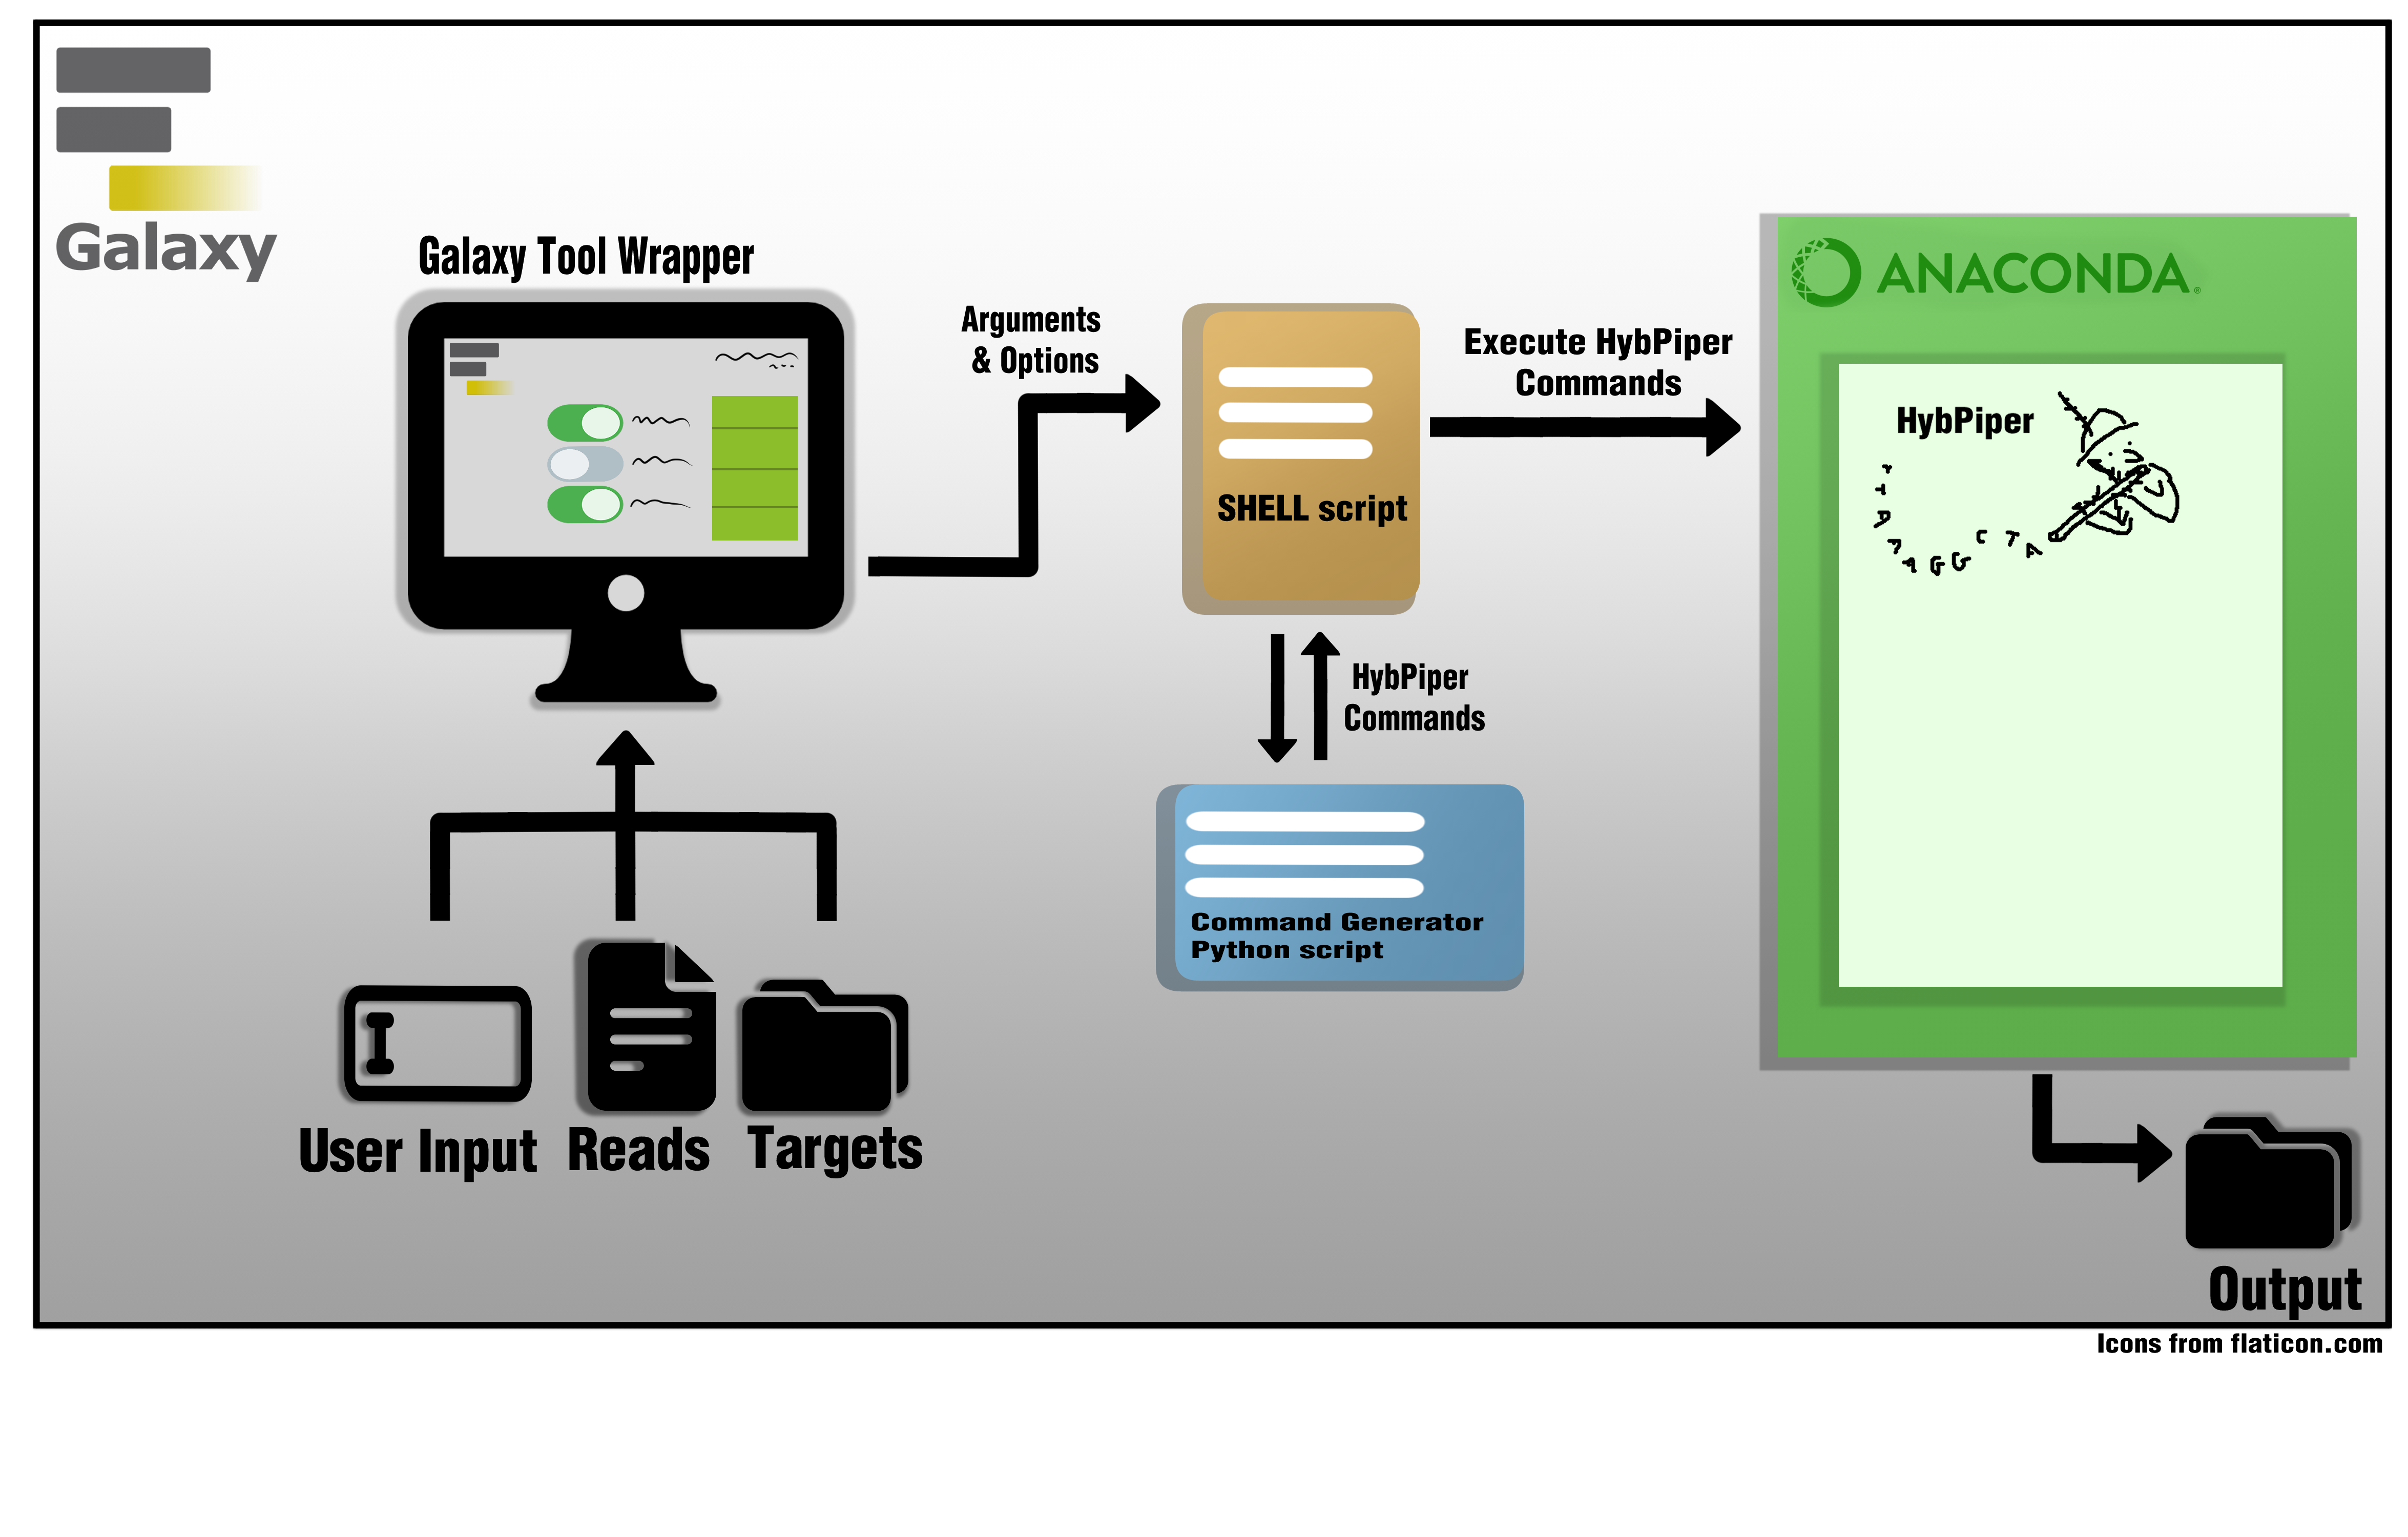 Galaxy
Galaxy Tool Wrapper
Arguments
& Options
SHELL script
Execute HybPiper
Commands
HybPiper
Commands
Command Generator
Python script
ANACONDA®
HybPiper
User Input
Reads
Targets
Output
Icons from flaticon.com